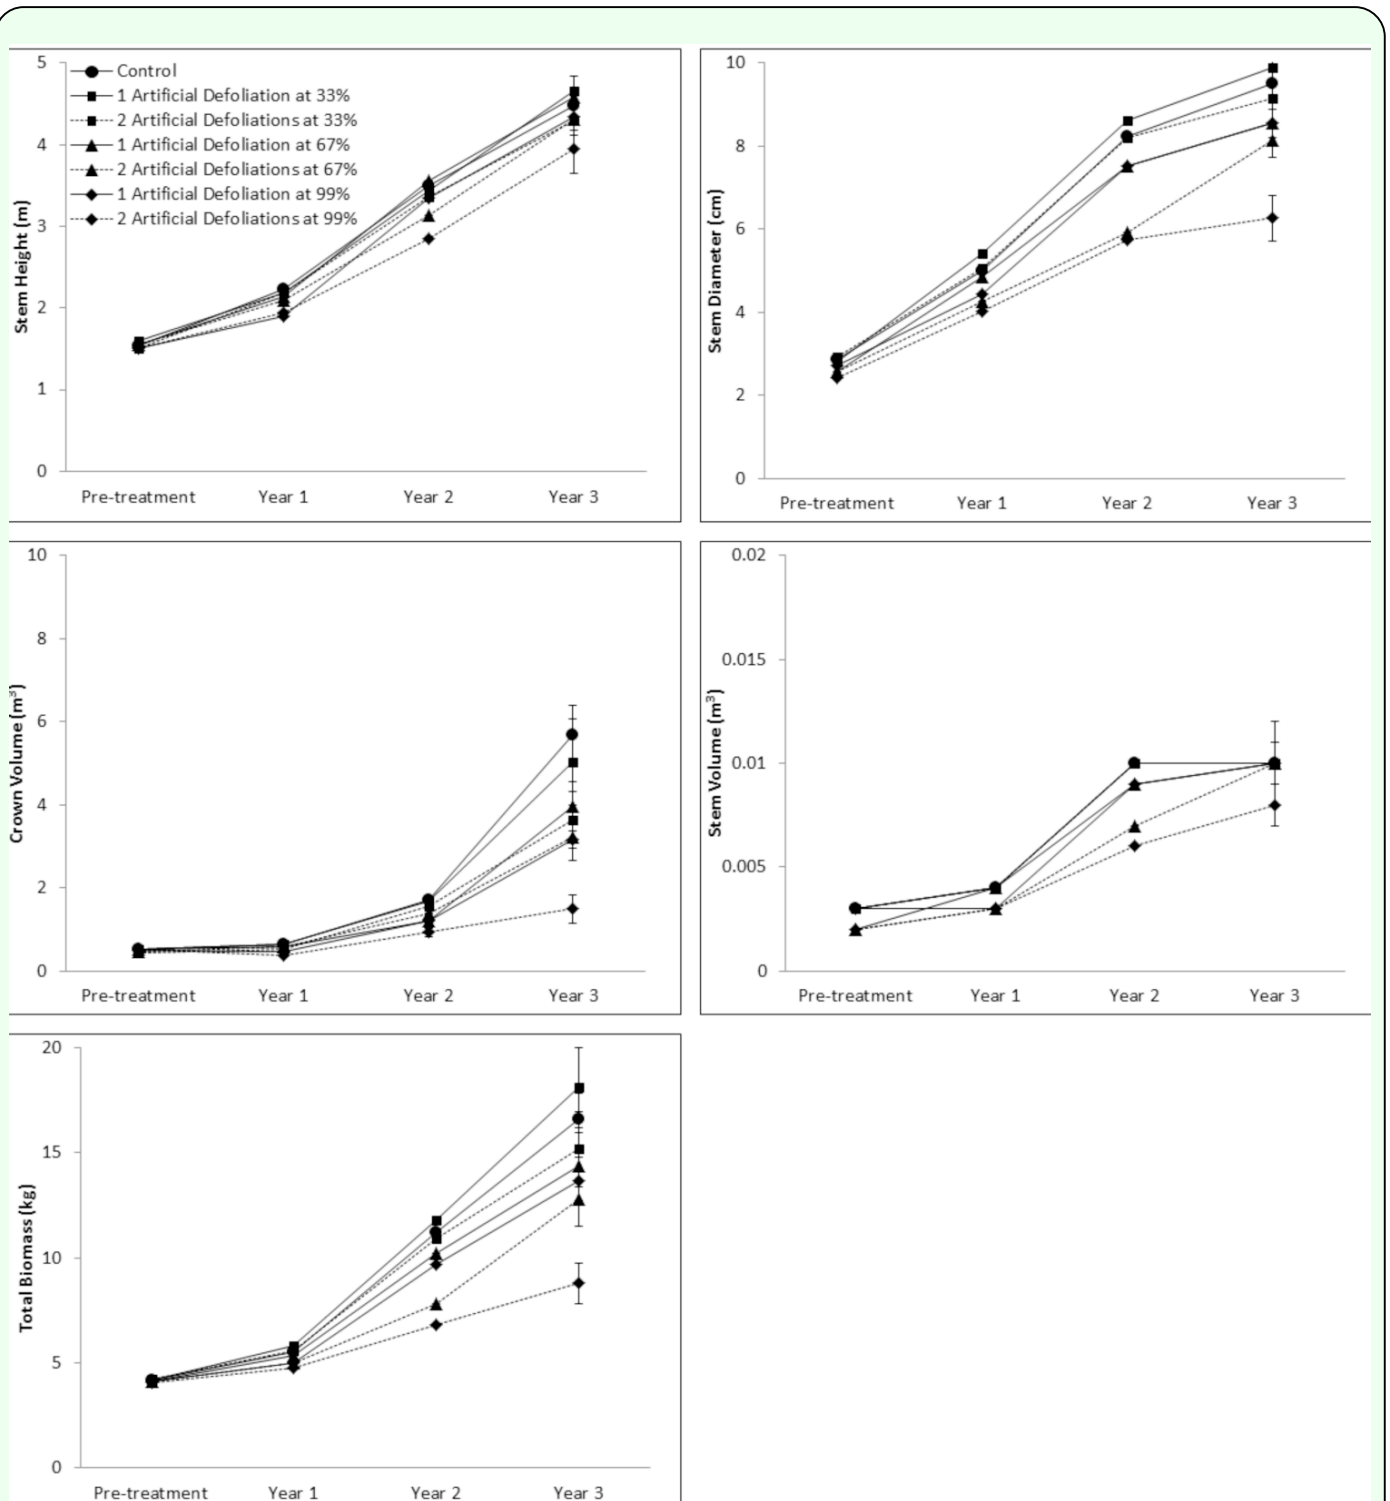 5
4
3
2
1
0
Stem Height (m)
Control
1 Artificial Defoliation at 33%
2 Artificial Defoliations at 33%
1 Artificial Defoliation at 67%
2 Artificial Defoliations at 67%
1 Artificial Defoliation at 99%
2 Artificial Defoliations at 99%
Pre-treatment Year 1 Year 2 Year 3
10
8
6
4
2
0
Stem Diameter (cm)
Pre-treatment Year 1 Year 2 Year 3
10
8
6
4
2
0
Crown Volume (m³)
Pre-treatment Year 1 Year 2 Year 3
0.02
0.015
0.01
0.005
0
Stem Volume (m³)
Pre-treatment Year 1 Year 2 Year 3
20
15
10
5
0
Total Biomass (kg)
Pre-treatment Year 1 Year 2 Year 3